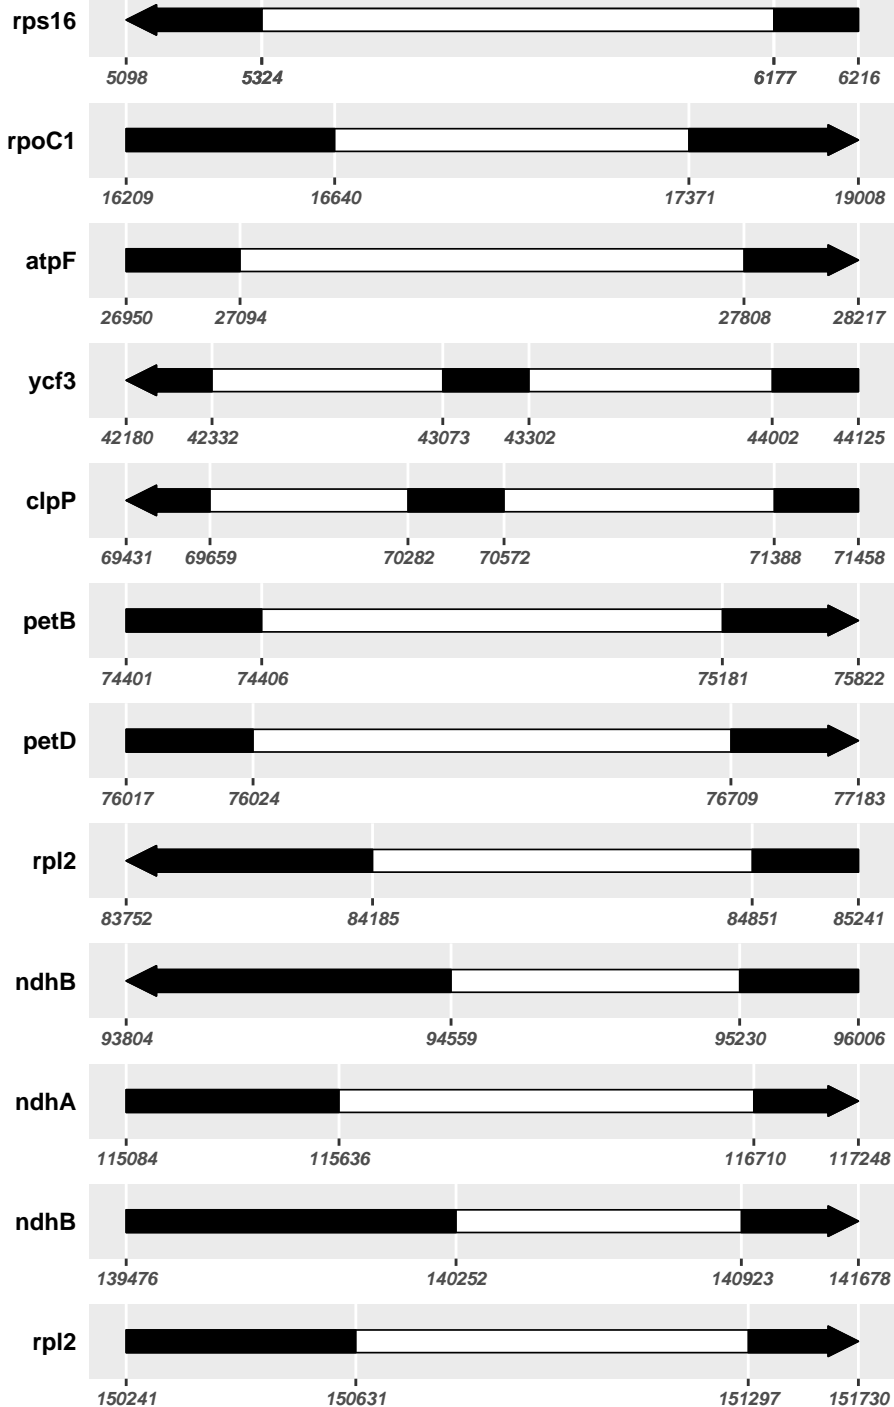 rps16
5098 5324 6177 6216
rpoC1
16209 16640 17371 19008
atpF
26950 27094 27808 28217
ycf3
42180 42332 43073 43302 44002 44125
clpP
69431 69659 70282 70572 71388 71458
petB
74401 74406 75181 75822
petD
76017 76024 76709 77183
rpl2
83752 84185 84851 85241
ndhB
93804 94559 95230 96006
ndhA
115084 115636 116710 117248
ndhB
139476 140252 140923 141678
rpl2
150241 150631 151297 151730